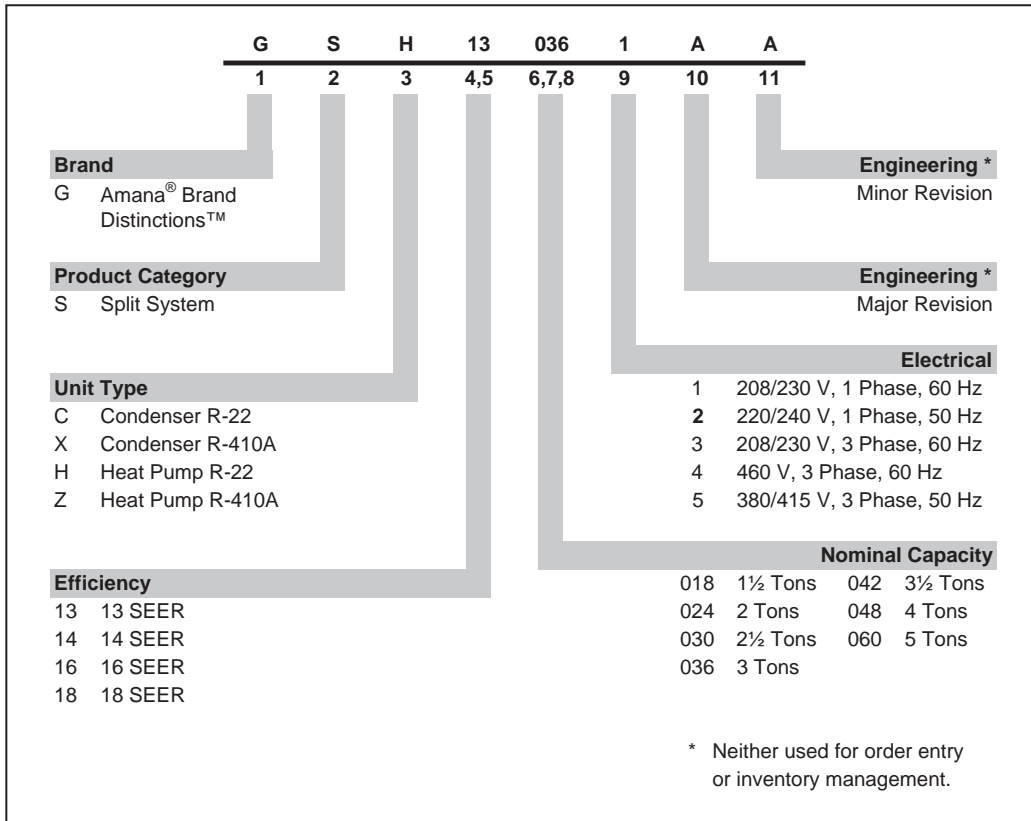 G S H 13 036 1 A A
1 2 3 4,5 6,7,8 9 10 11
Brand
G Amana® Brand
Distinctions™
Product Category
S Split System
Unit Type
C Condenser R-22
X Condenser R-410A
H Heat Pump R-22
Z Heat Pump R-410A
Efficiency
13 13 SEER
14 14 SEER
16 16 SEER
18 18 SEER
Engineering *
Minor Revision
Engineering *
Major Revision
Electrical
1 208/230 V, 1 Phase, 60 Hz
2 220/240 V, 1 Phase, 50 Hz
3 208/230 V, 3 Phase, 60 Hz
4 460 V, 3 Phase, 60 Hz
5 380/415 V, 3 Phase, 50 Hz
Nominal Capacity
018 1½ Tons 042 3½ Tons
024 2 Tons 048 4 Tons
030 2½ Tons 060 5 Tons
036 3 Tons
* Neither used for order entry
or inventory management.